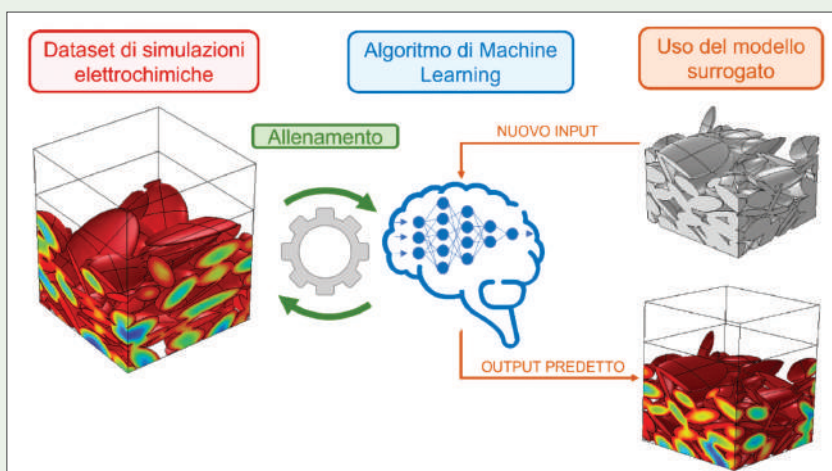 Dataset di simulazioni
elettrochimiche
Algoritmo di Machine
Learning
Uso del modello
surrogato
Allenamento
NUOVO INPUT
OUTPUT PREDETTO